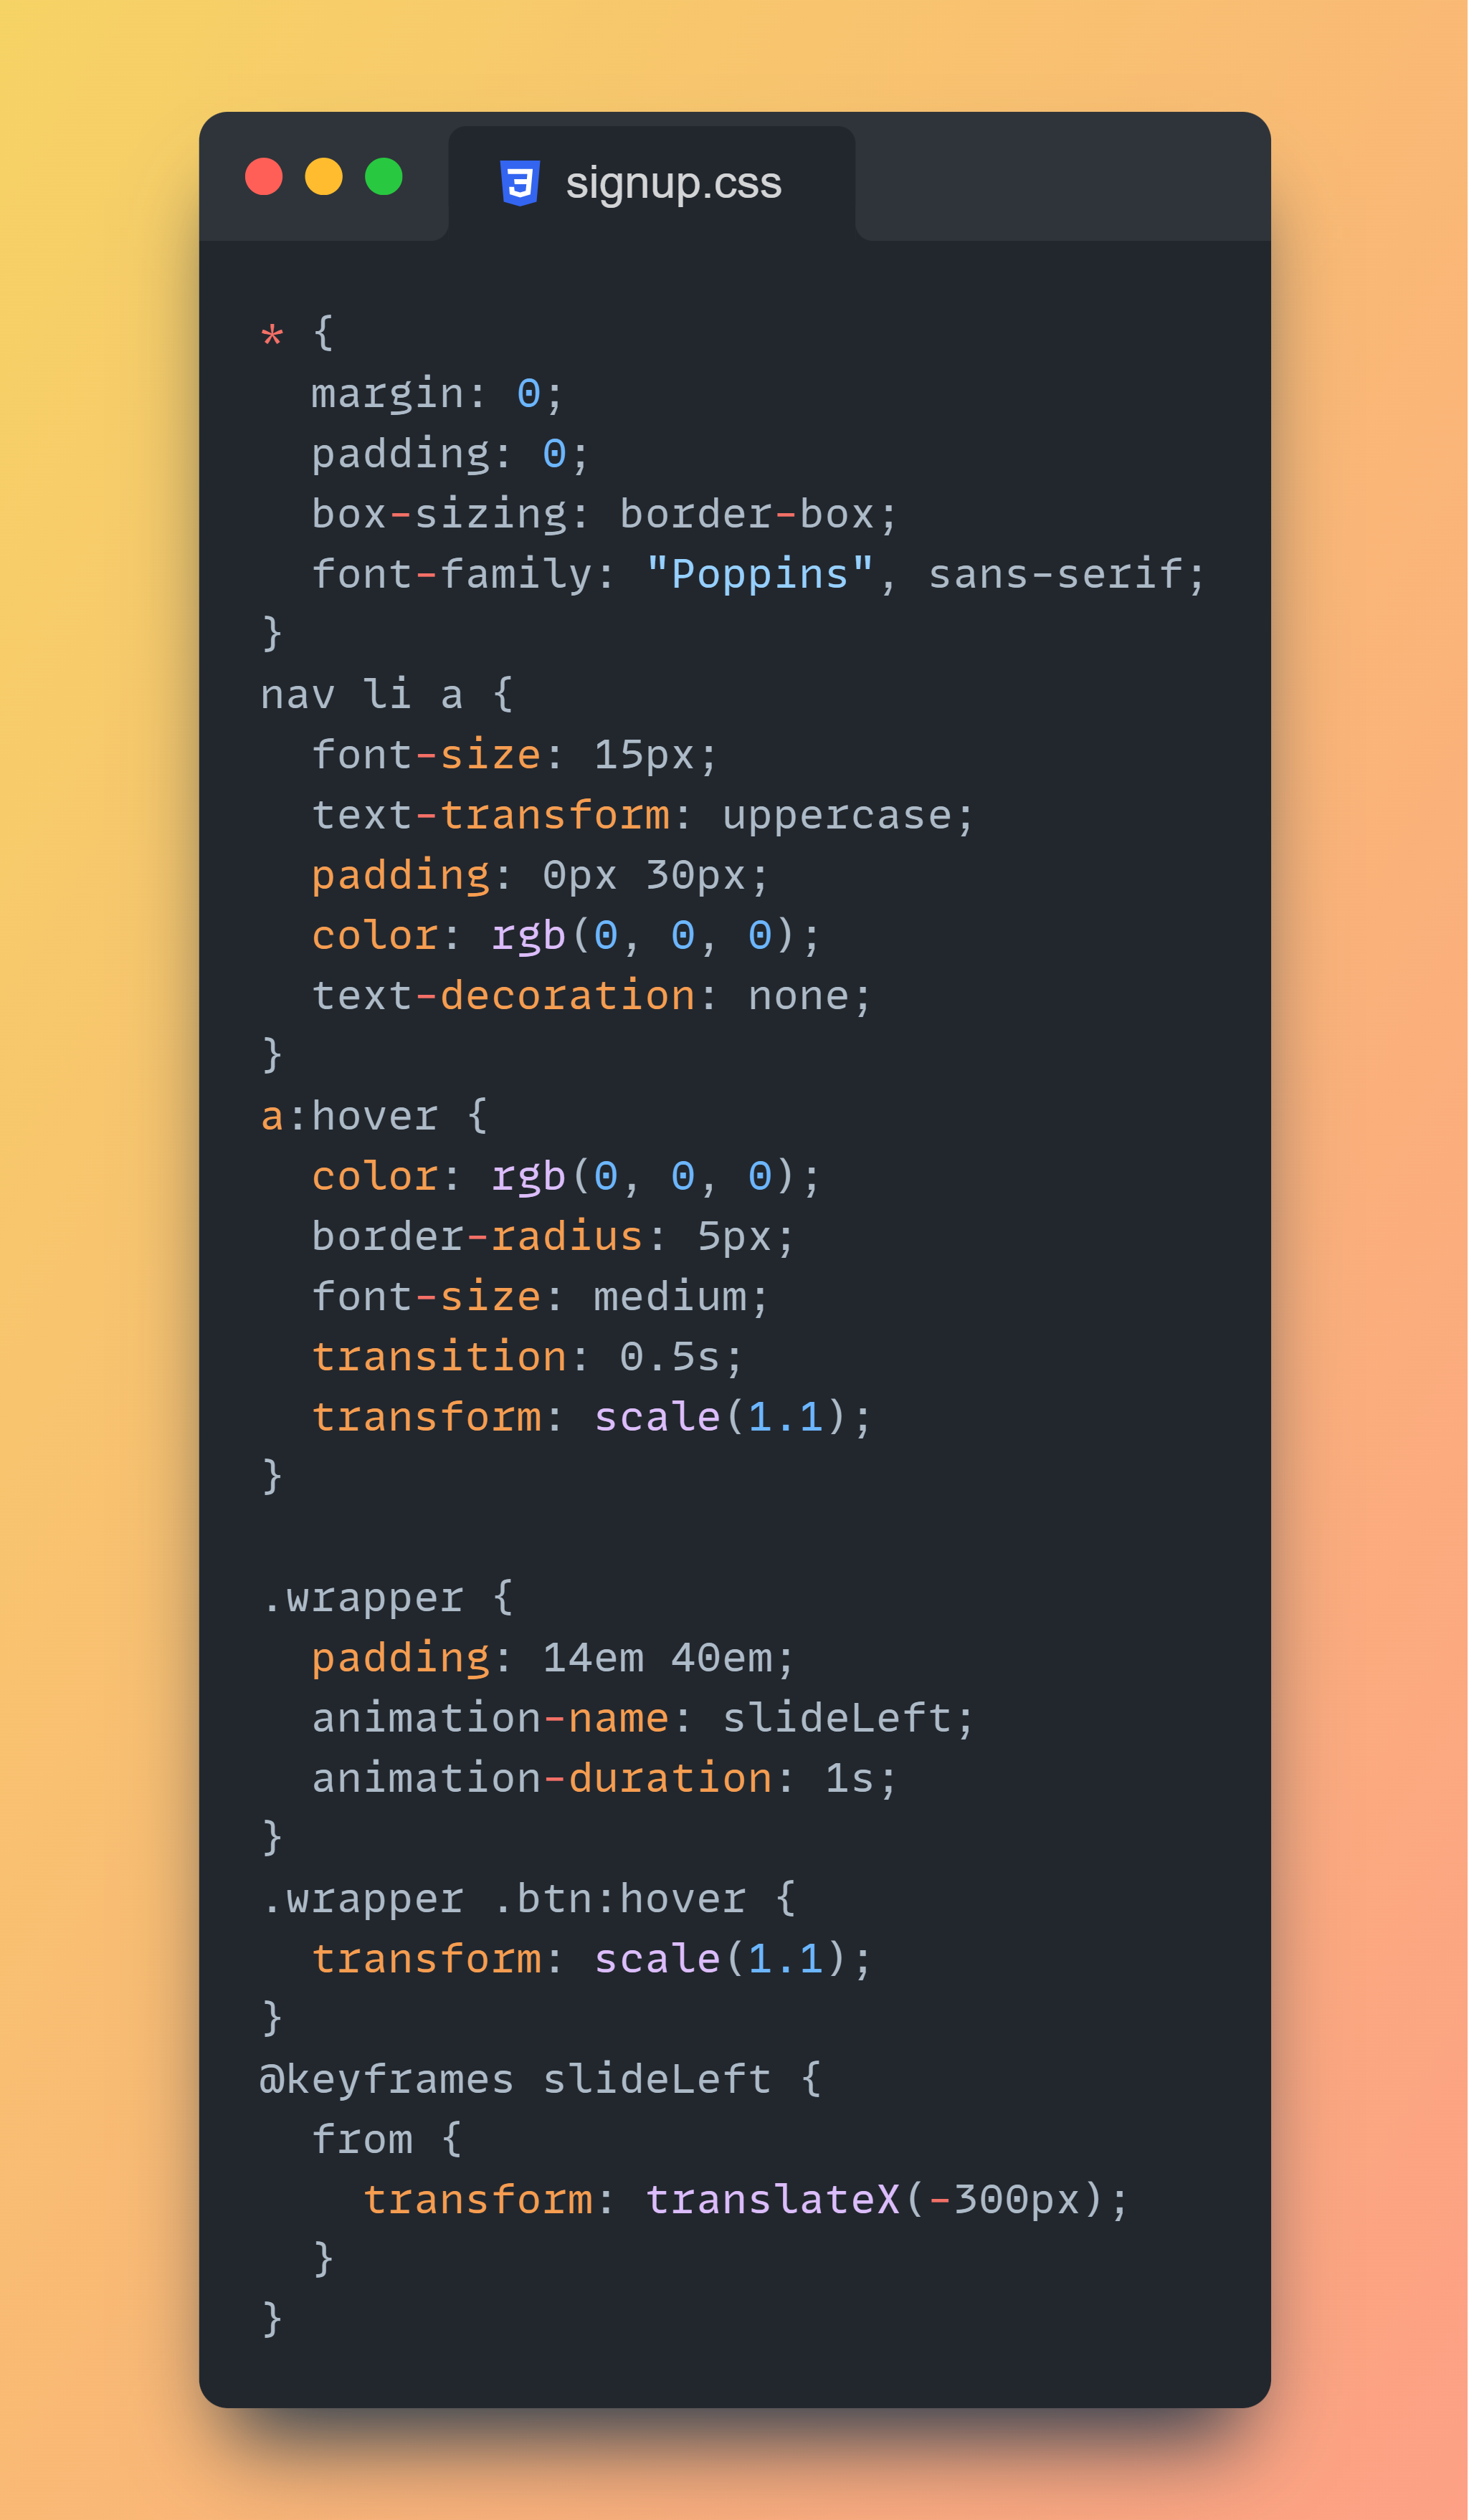 signup.css
* {
  margin: 0;
  padding: 0;
  box-sizing: border-box;
  font-family: "Poppins", sans-serif;
}
nav li a {
  font-size: 15px;
  text-transform: uppercase;
  padding: 0px 30px;
  color: rgb(0, 0, 0);
  text-decoration: none;
}
a:hover {
  color: rgb(0, 0, 0);
  border-radius: 5px;
  font-size: medium;
  transition: 0.5s;
  transform: scale(1.1);
}

.wrapper {
  padding: 14em 40em;
  animation-name: slideLeft;
  animation-duration: 1s;
}
.wrapper .btn:hover {
  transform: scale(1.1);
}
@keyframes slideLeft {
  from {
    transform: translateX(-300px);
  }
}